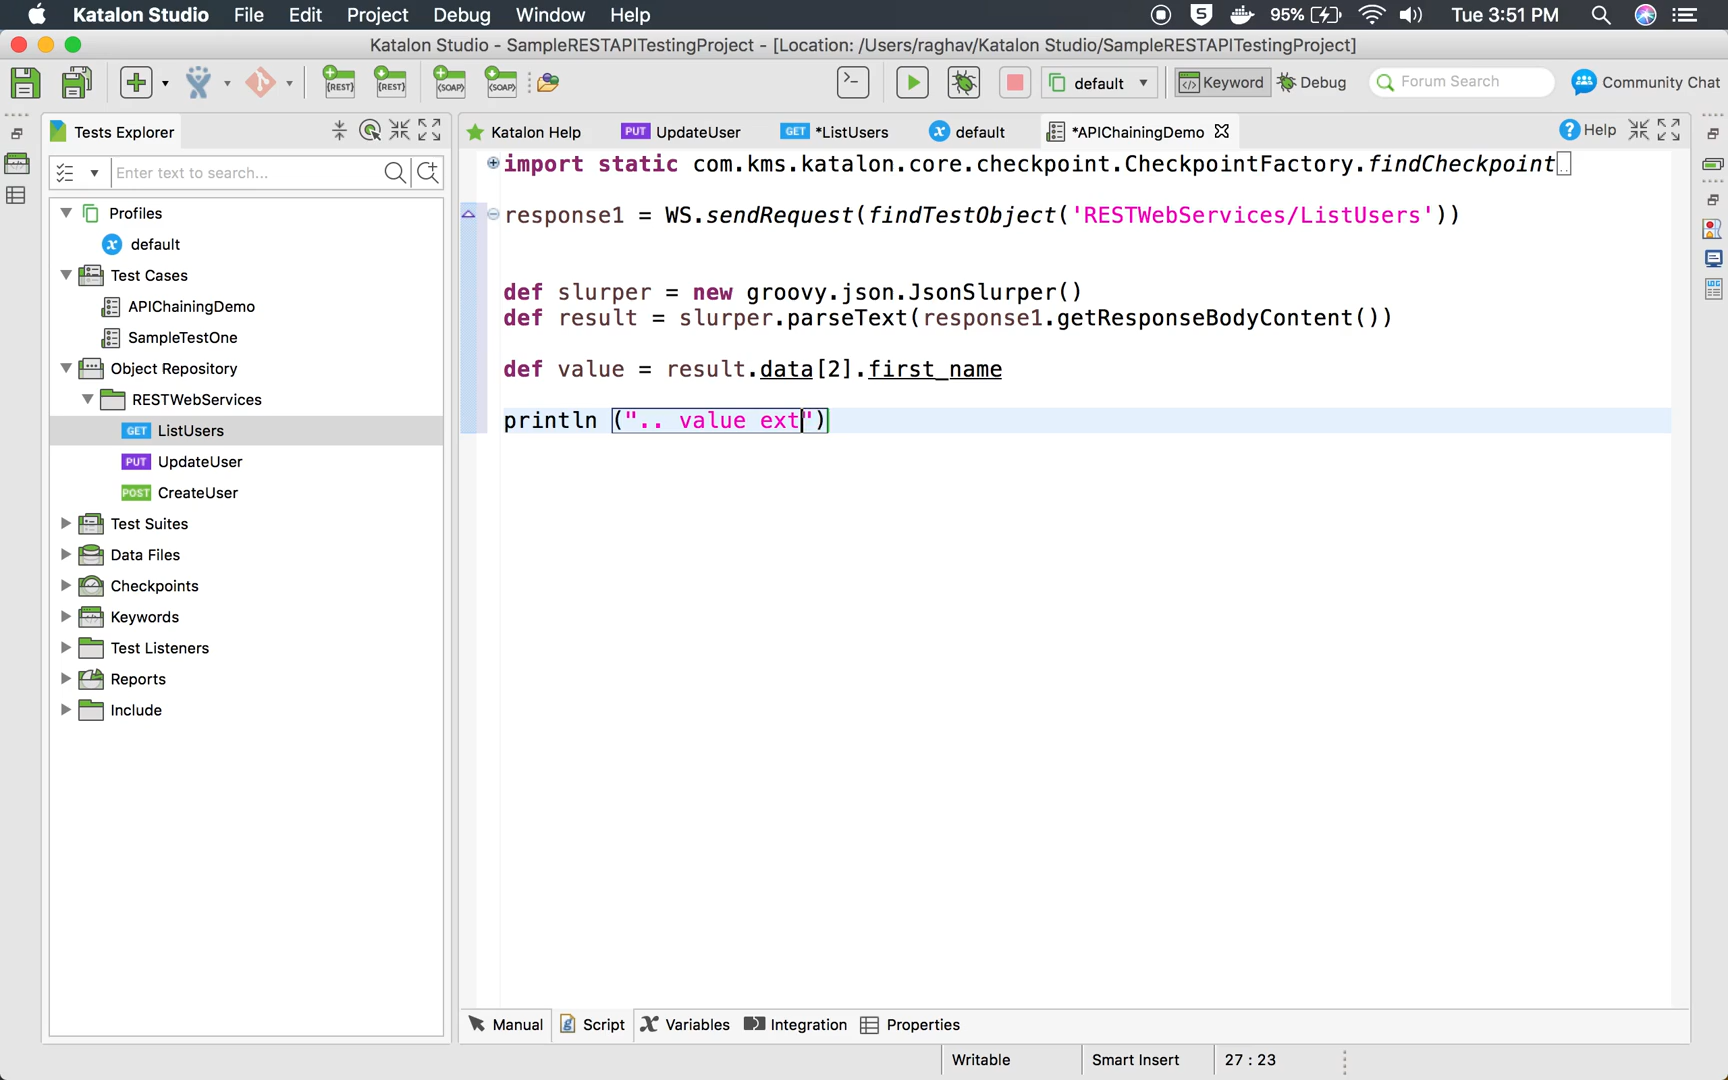 Katalon Studio File Edit Project Debug Window Help 95% Tue 3:51 PM
Katalon Studio - SampleRESTAPITestingProject - [Location: /Users/raghav/Katalon Studio/SampleRESTAPITestingProject]
{REST} {REST} {SOAP} {SOAP} default Keyword Debug Forum Search Community Chat
Tests Explorer
Katalon Help PUT UpdateUser GET *ListUsers default *APIChainingDemo Help
Enter text to search...
Profiles
default
Test Cases
APIChainingDemo
SampleTestOne
Object Repository
RESTWebServices
GET ListUsers
PUT UpdateUser
POST CreateUser
Test Suites
Data Files
Checkpoints
Keywords
Test Listeners
Reports
Include
import static com.kms.katalon.core.checkpoint.CheckpointFactory.findCheckpoint
response1 = WS.sendRequest(findTestObject('RESTWebServices/ListUsers'))
def slurper = new groovy.json.JsonSlurper()
def result = slurper.parseText(response1.getResponseBodyContent())
def value = result.data[2].first_name
println (".. value ext")
Manual Script Variables Integration Properties
Writable Smart Insert 27 : 23